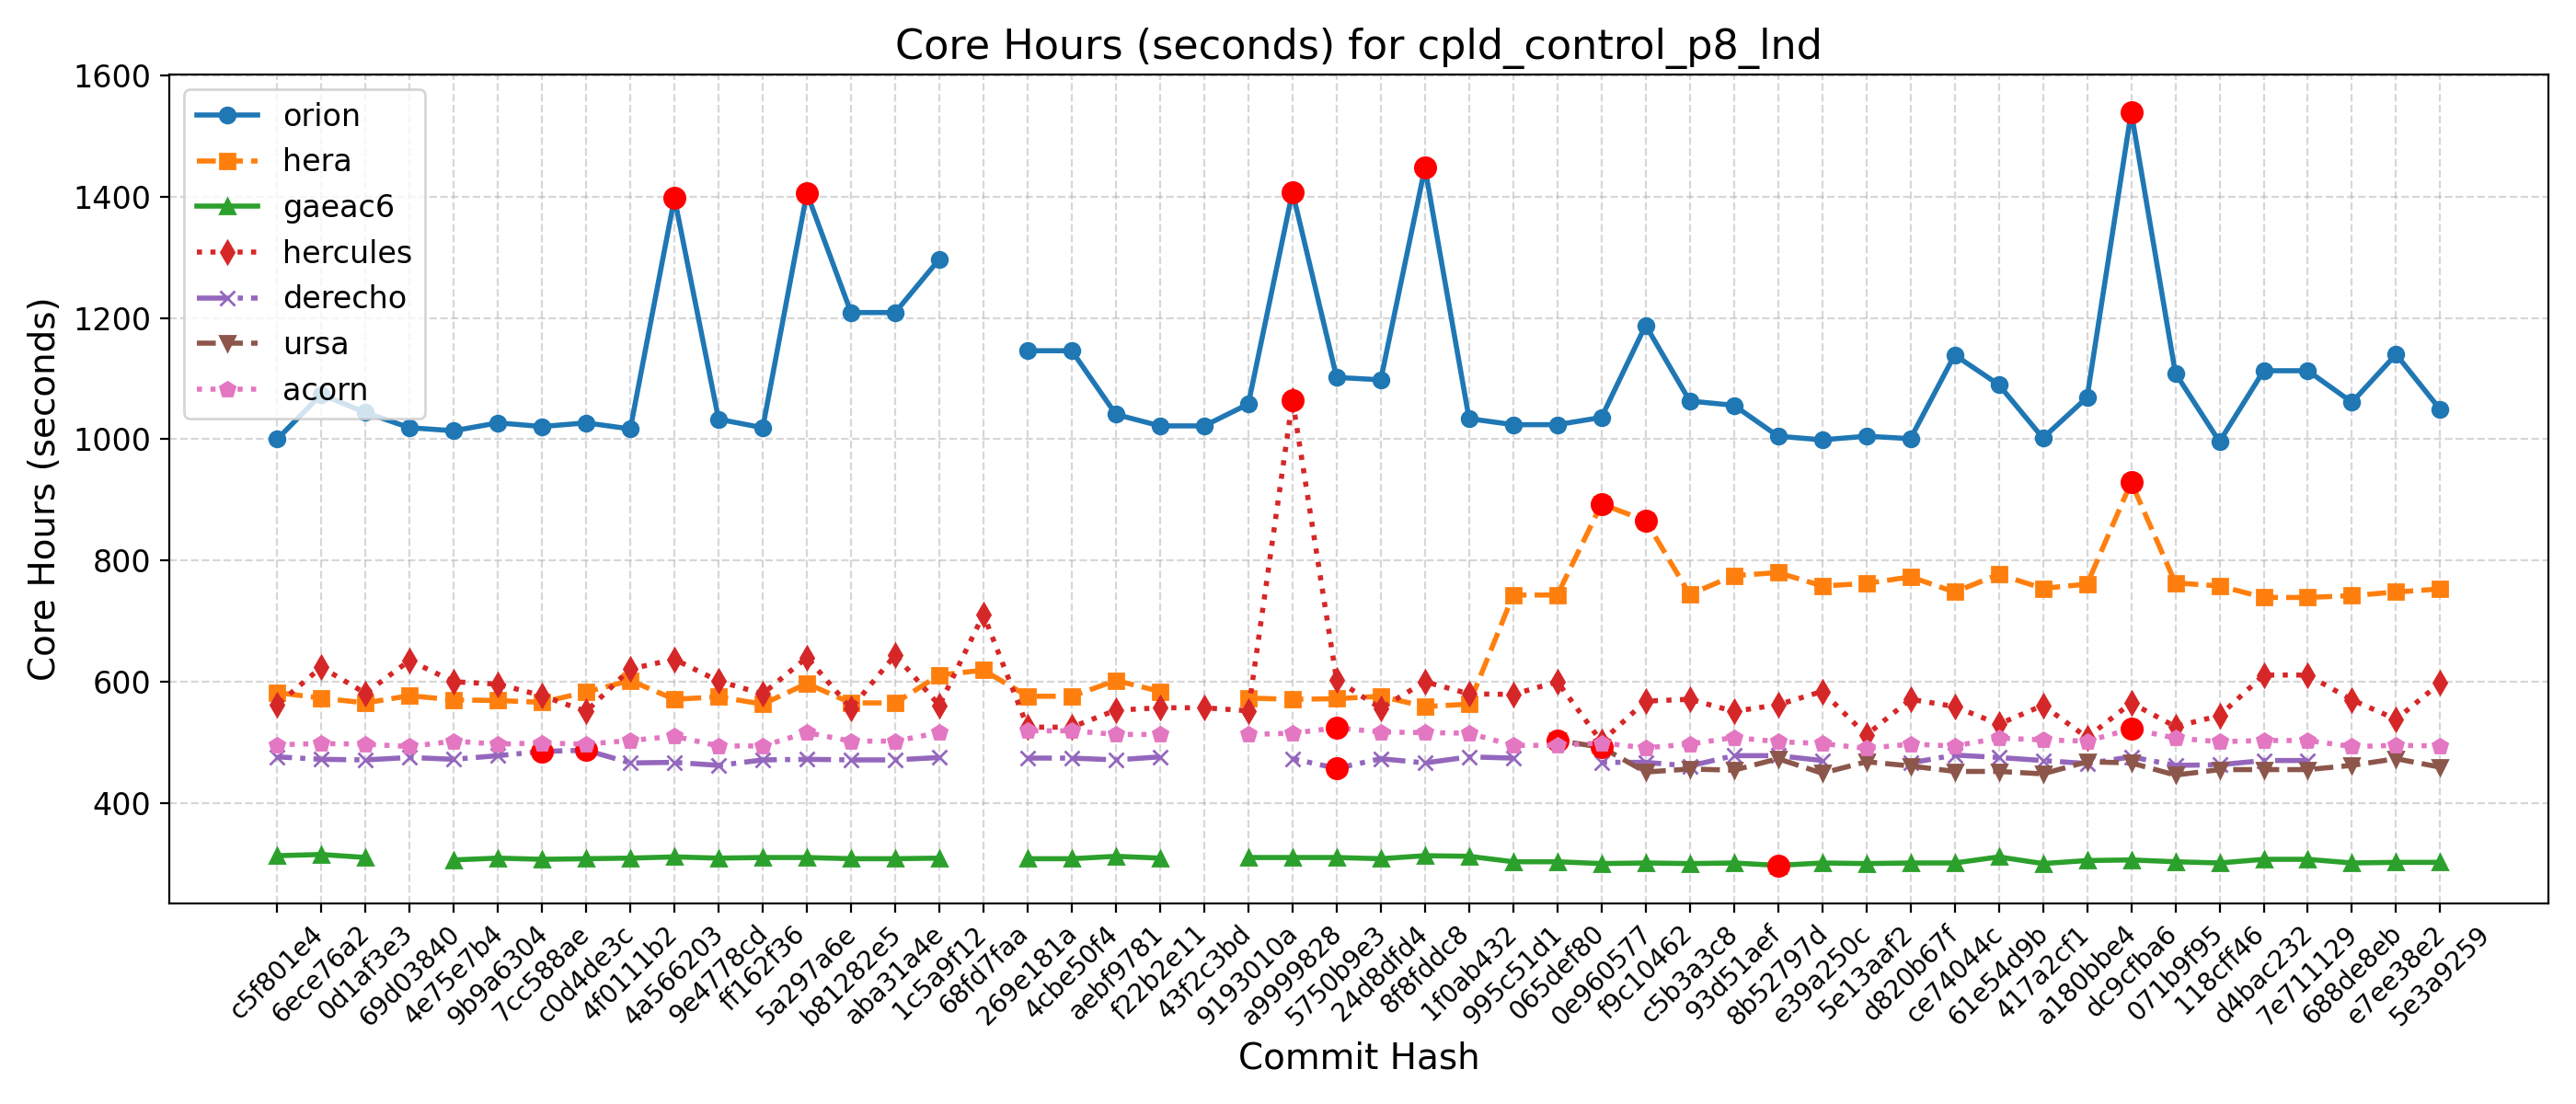 Core Hours (seconds) for cpld_control_p8_lnd
1600
1400
1200
1000
800
600
400
Core Hours (seconds)
orion
hera
gaeac6
hercules
derecho
ursa
acorn
c5f801e4
6ece76a2
0d1af3e3
69d03840
4e75e7b4
9b9a6304
7cc588ae
c0d4de3c
4f0111b2
4a566203
9e4778cd
ff162f36
5a297a6e
b81282e5
aba31a4e
1c5a9f12
68fd7faa
269e181a
4cbe50f4
aebf9781
f22b2e11
43f2c3bd
9193010a
a9999828
5750b9e3
24d8dfd4
8f8fddc8
1f0ab432
995c51d1
065def80
0e960577
f9c10462
c5b3a3c8
93d51aef
8b52797d
e39a250c
5e13aaf2
d820b67f
ce74044c
61e54d9b
417a2cf1
a180bbe4
dc9cfba6
071b9f95
118cff46
d4bac232
7e711129
688de8eb
e7ee38e2
5e3a9259
Commit Hash